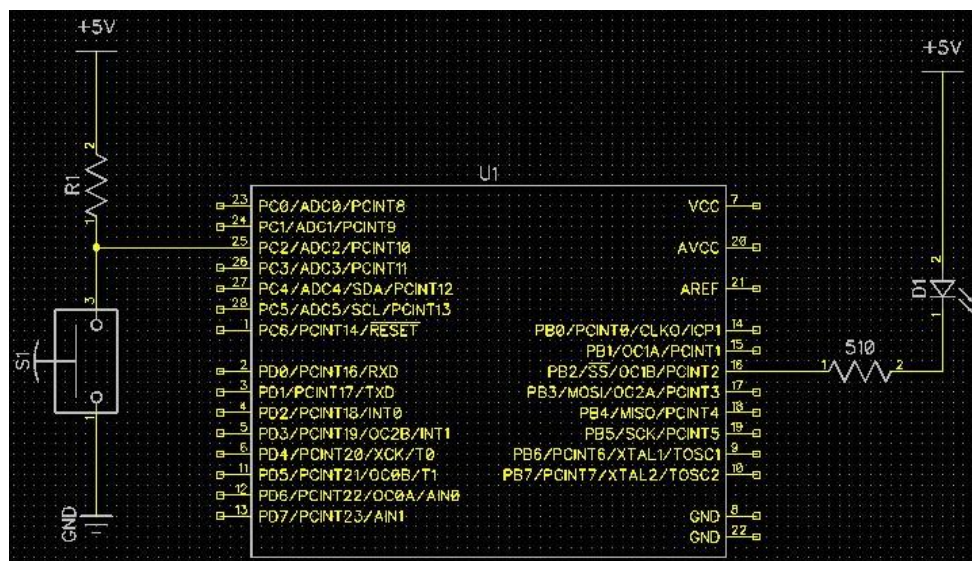 +5V
+5V
2
R1
1
3
S1
1
GND
U1
23 PC0/ADC0/PCINT8
24 PC1/ADC1/PCINT9
25 PC2/ADC2/PCINT10
26 PC3/ADC3/PCINT11
27 PC4/ADC4/SDA/PCINT12
28 PC5/ADC5/SCL/PCINT13
1 PC6/PCINT14/RESET
2 PD0/PCINT16/RXD
3 PD1/PCINT17/TXD
4 PD2/PCINT18/INT0
5 PD3/PCINT19/OC2B/INT1
6 PD4/PCINT20/XCK/T0
11 PD5/PCINT21/OC0B/T1
12 PD6/PCINT22/OC0A/AIN0
13 PD7/PCINT23/AIN1
VCC 7
AVCC 20
AREF 21
PB0/PCINT0/CLKO/ICP1 14
PB1/OC1A/PCINT1 15
PB2/SS/OC1B/PCINT2 16
PB3/MOSI/OC2A/PCINT3 17
PB4/MISO/PCINT4 18
PB5/SCK/PCINT5 19
PB6/PCINT6/XTAL1/TOSC1 9
PB7/PCINT7/XTAL2/TOSC2 10
GND 8
GND 22
510
1 2
2
D1
1